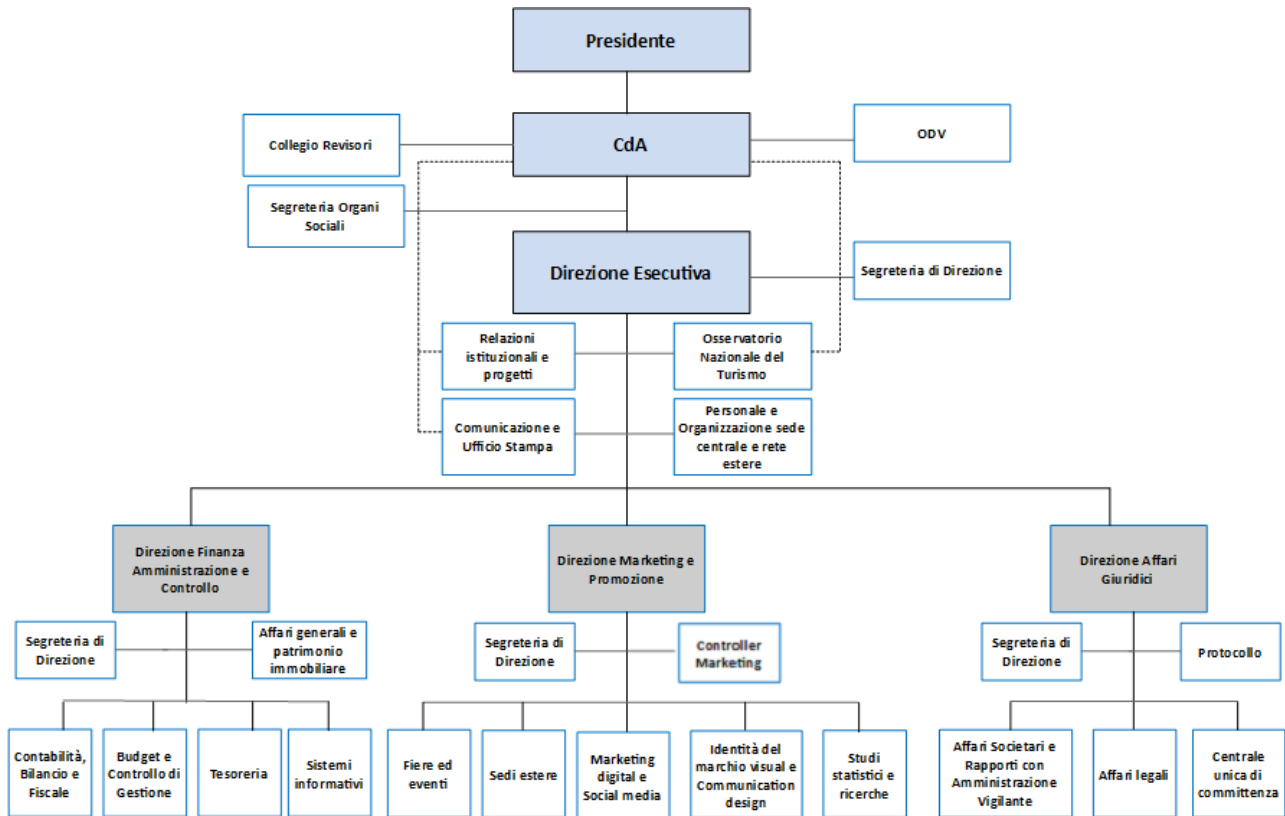 Presidente
CdA
Collegio Revisori
ODV
Segreteria Organi
Sociali
Direzione Esecutiva
Segreteria di Direzione
Relazioni
istituzionali e
progetti
Osservatorio
Nazionale del
Turismo
Comunicazione e
Ufficio Stampa
Personale e
Organizzazione sede
centrale e rete
estere
Direzione Finanza
Amministrazione e
Controllo
Direzione Marketing e
Promozione
Direzione Affari
Giuridici
Segreteria di
Direzione
Affari generali e
patrimonio
immobiliare
Segreteria di
Direzione
Controller
Marketing
Segreteria di
Direzione
Protocollo
Contabilità,
Bilancio e
Fiscale
Budget e
Controllo di
Gestione
Tesoreria
Sistemi
informativi
Fiere ed
eventi
Sedi estere
Marketing
digital e
Social media
Identità del
marchio visual e
Communication
design
Studi
statistici e
ricerche
Affari Societari e
Rapporti con
Amministrazione
Vigilante
Affari legali
Centrale
unica di
committenza